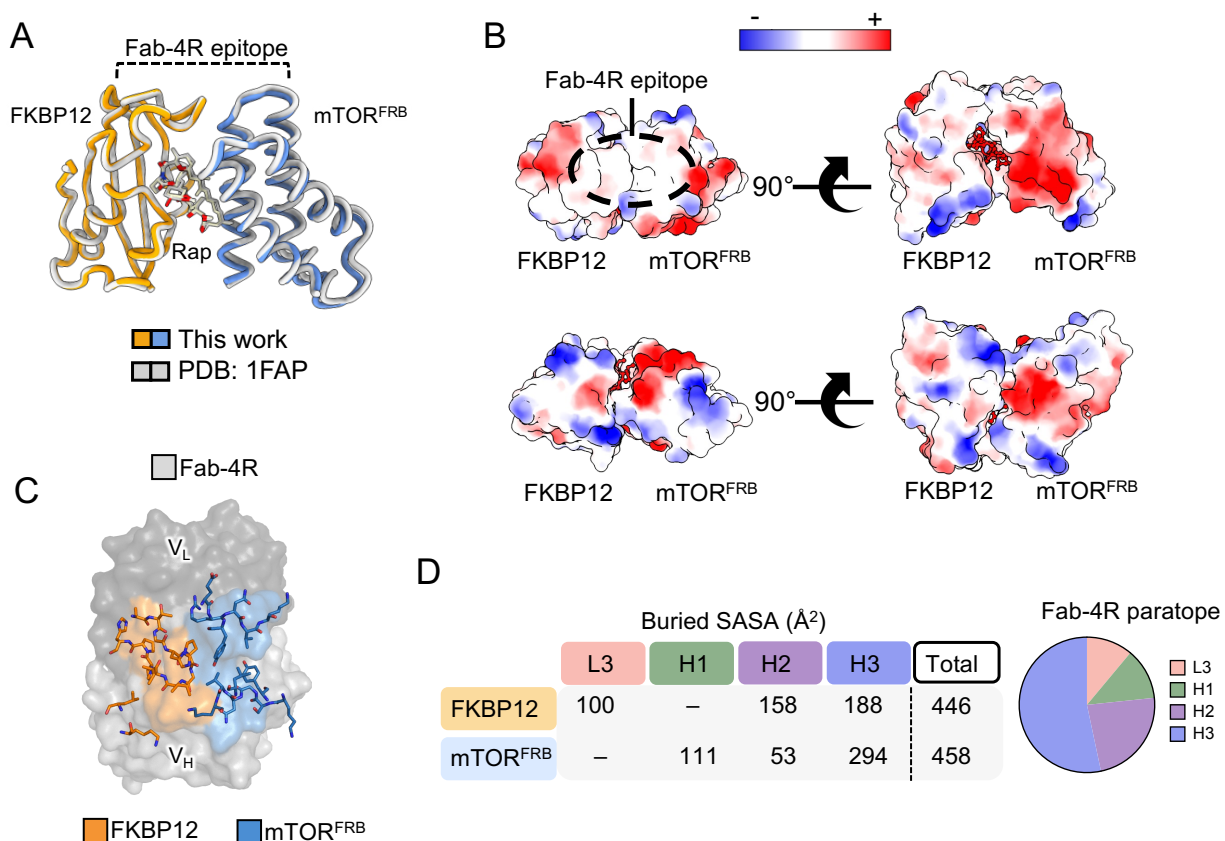 A
Fab-4R epitope
FKBP12
mTORFRB
Rap
This work
PDB: 1FAP
B
- +
Fab-4R epitope
90°
FKBP12 mTORFRB
FKBP12 mTORFRB
90°
FKBP12 mTORFRB
FKBP12 mTORFRB
C
Fab-4R
VL
VH
FKBP12 mTORFRB
D
Buried SASA (Å2)
L3 H1 H2 H3 Total
FKBP12 100 – 158 188 446
mTORFRB – 111 53 294 458
Fab-4R paratope
L3
H1
H2
H3